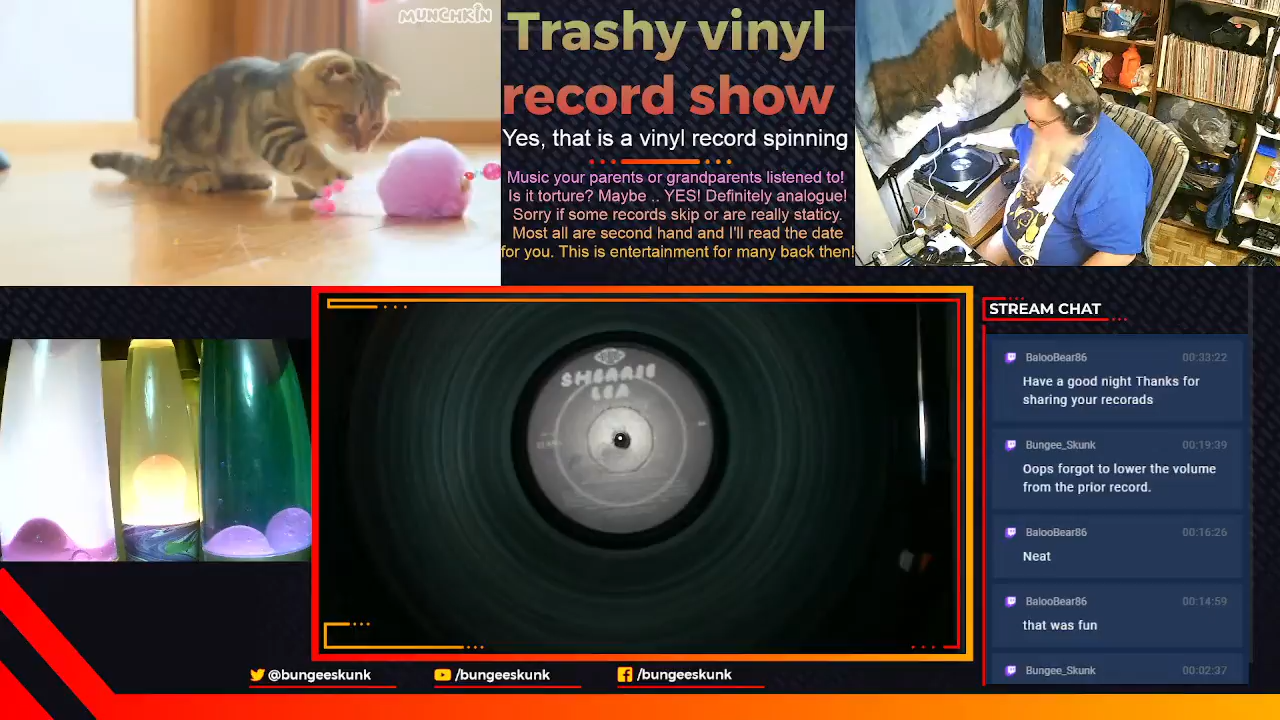 MUNCHKIN
Trashy vinyl
record show
Yes, that is a vinyl record spinning
Music your parents or grandparents listened to!
Is it torture? Maybe .. YES! Definitely analogue!
Sorry if some records skip or are really staticy.
Most all are second hand and I'll read the date
for you. This is entertainment for many back then!
SHERRIE
LEA
STREAM CHAT
BalooBear86 00:33:22
Have a good night Thanks for
sharing your recorads
Bungee_Skunk 00:19:39
Oops forgot to lower the volume
from the prior record.
BalooBear86 00:16:26
Neat
BalooBear86 00:14:59
that was fun
Bungee_Skunk 00:02:37
@bungeeskunk
/bungeeskunk
/bungeeskunk